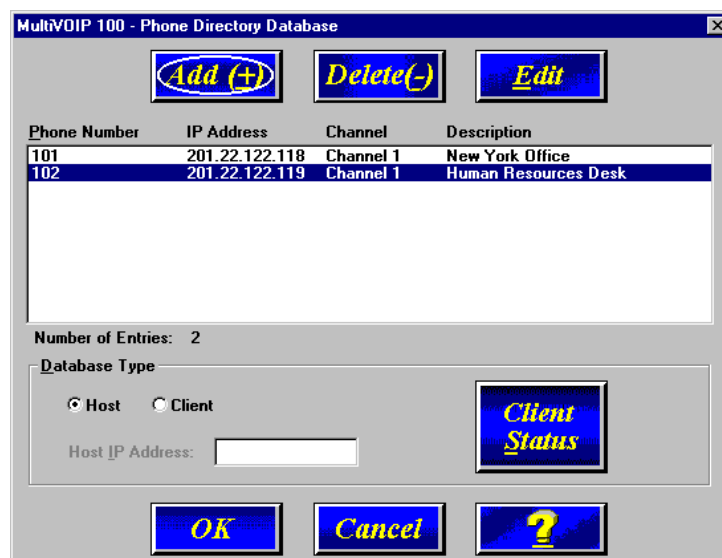 MultiVOIP 100 - Phone Directory Database
Add (+) Delete(-) Edit
Phone Number IP Address Channel Description
101 201.22.122.118 Channel 1 New York Office
102 201.22.122.119 Channel 1 Human Resources Desk
Number of Entries: 2
Database Type
Host Client
Host IP Address:
Client
Status
OK Cancel ?